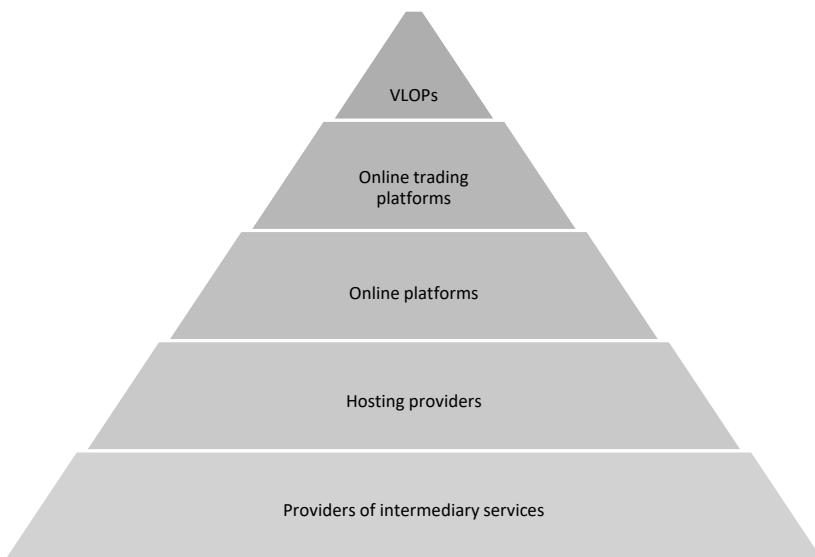 VLOPs
Online trading
platforms
Online platforms
Hosting providers
Providers of intermediary services